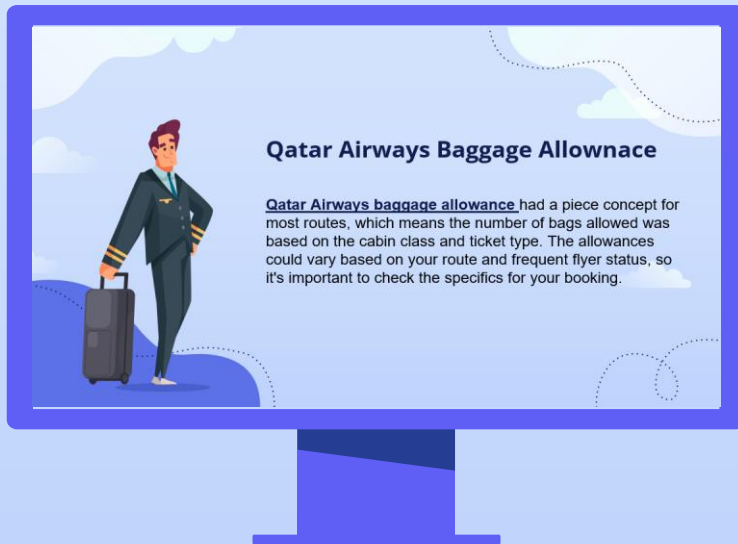 Qatar Airways Baggage Allownace
Qatar Airways baggage allowance had a piece concept for
most routes, which means the number of bags allowed was
based on the cabin class and ticket type. The allowances
could vary based on your route and frequent flyer status, so
it's important to check the specifics for your booking.